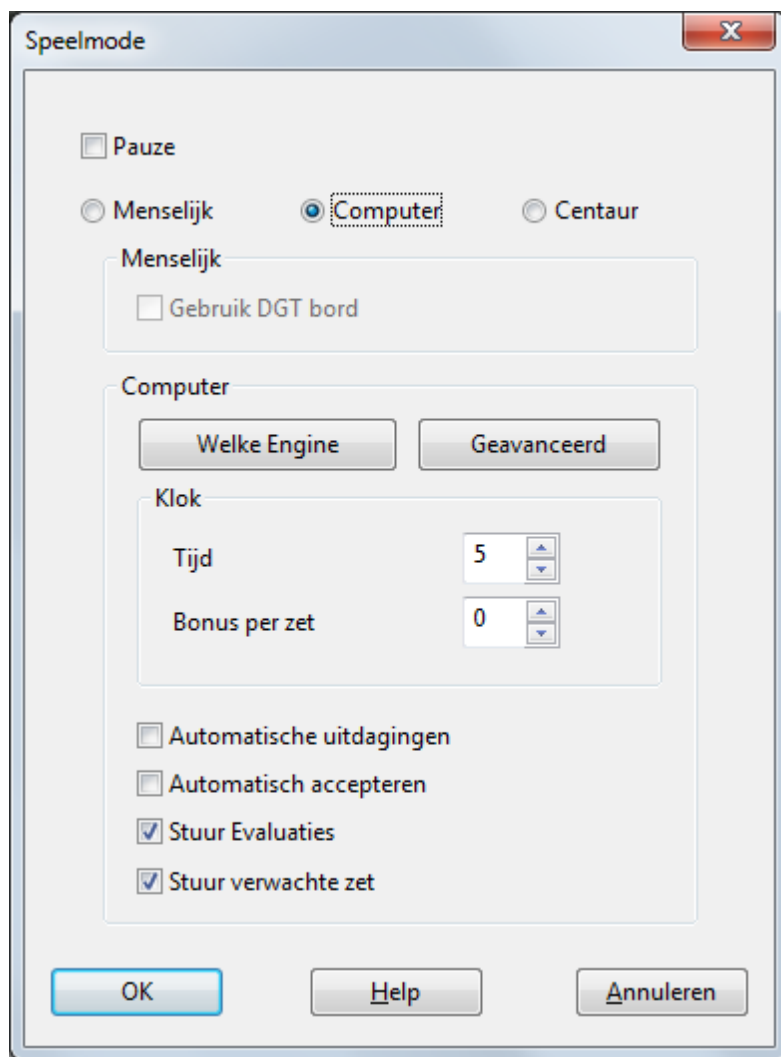 Speelmode
Pauze
Menselijk Computer Centaur
Menselijk
Gebruik DGT bord
Computer
Welke Engine Geavanceerd
Klok
Tijd 5
Bonus per zet 0
Automatische uitdagingen
Automatisch accepteren
Stuur Evaluaties
Stuur verwachte zet
OK Help Annuleren